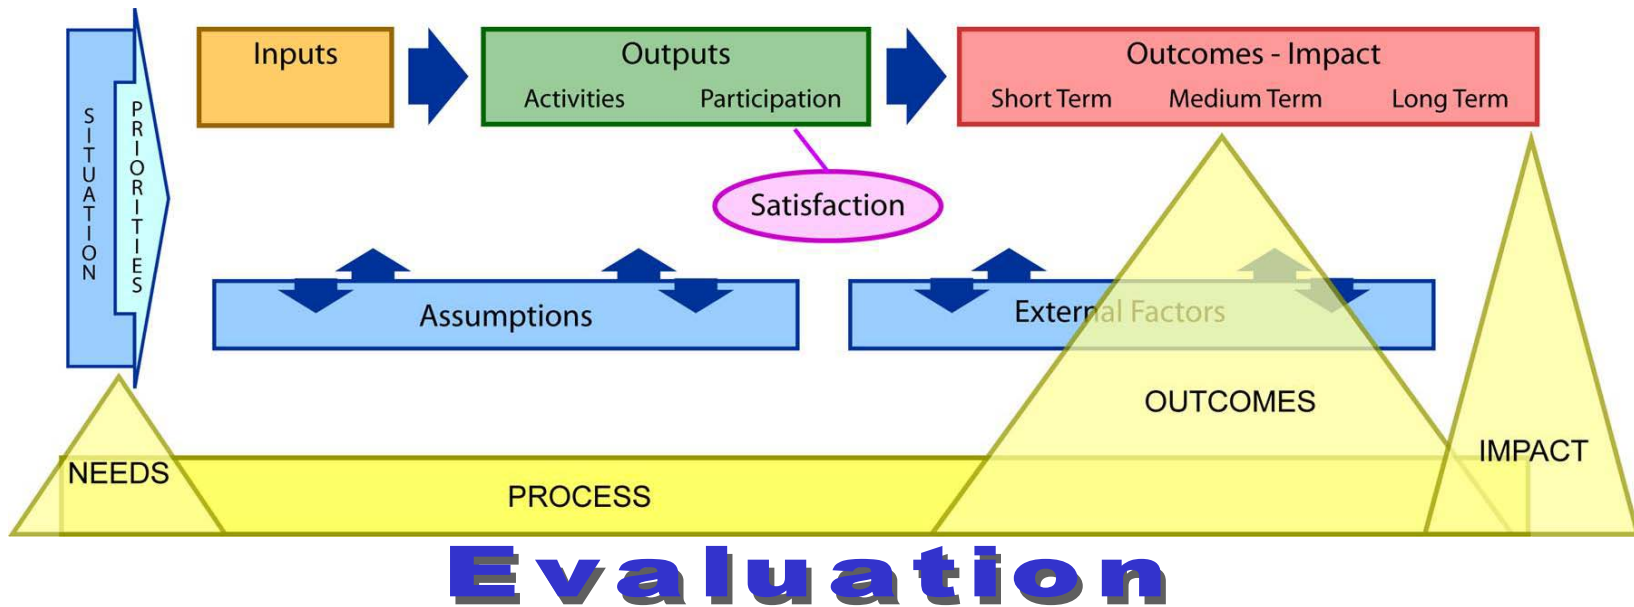 SITUATION
PRIORITIES
Inputs
Outputs
Activities Participation
Outcomes - Impact
Short Term Medium Term Long Term
Satisfaction
Assumptions
External Factors
NEEDS
PROCESS
OUTCOMES
IMPACT
Evaluation